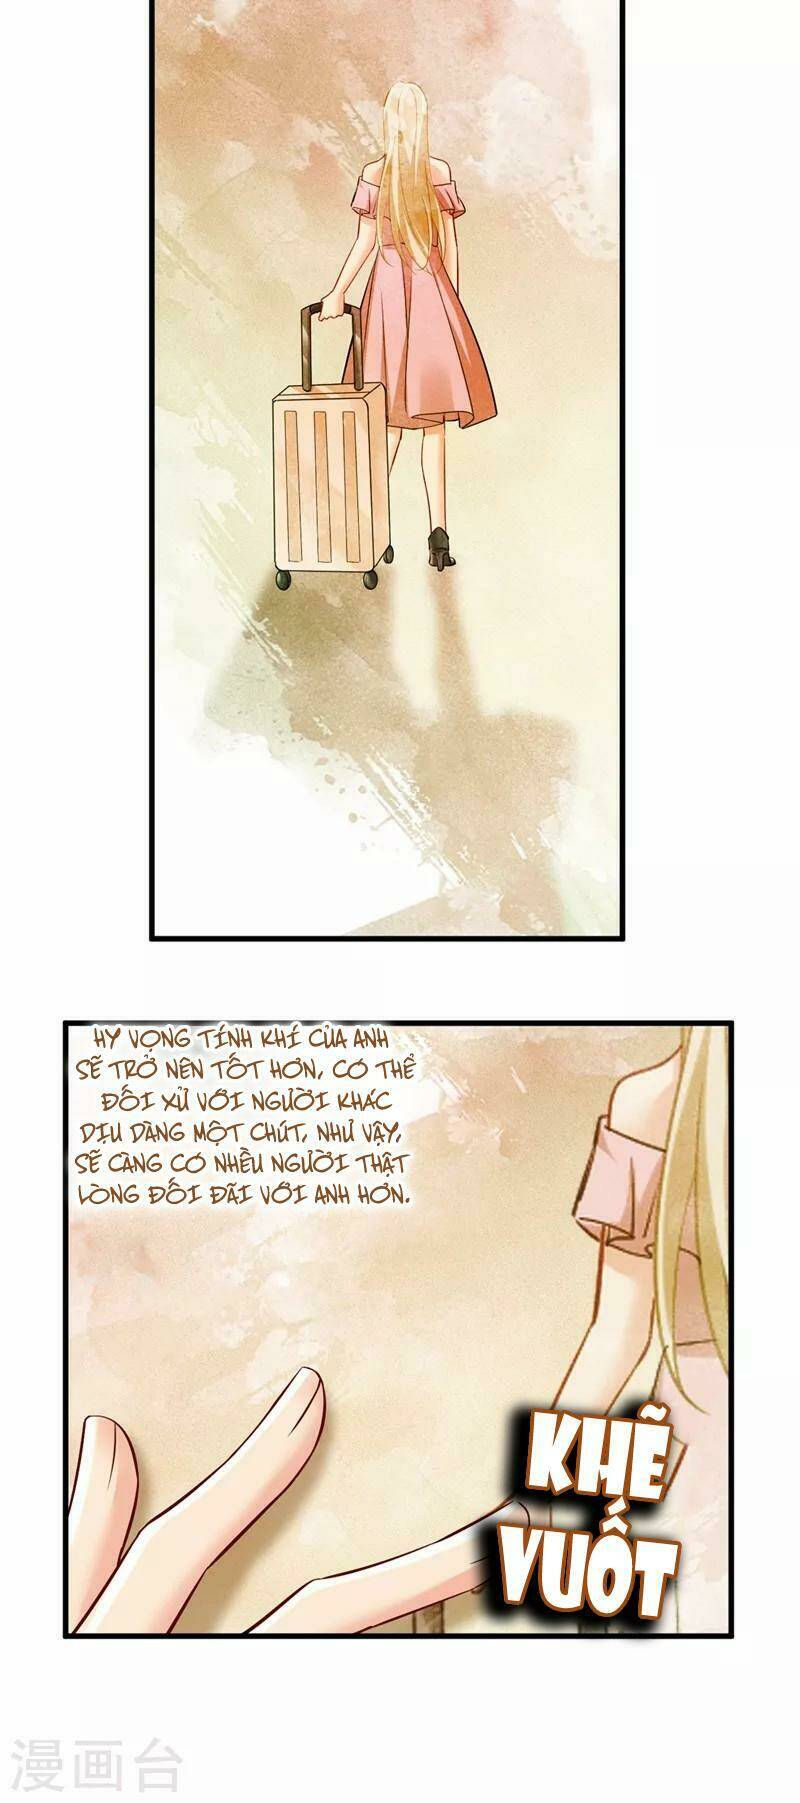 HY VỌNG TÍNH KHÍ CỦA ANH
SẼ TRỞ NÊN TỐT HƠN, CÓ THỂ
ĐỐI XỬ VỚI NGƯỜI KHÁC
DỊU DÀNG MỘT CHÚT, NHƯ VẬY,
SẼ CÀNG CÓ NHIỀU NGƯỜI THẬT
LÒNG ĐỐI ĐÃI VỚI ANH HƠN.
KHẼ
VUỐT
漫画台